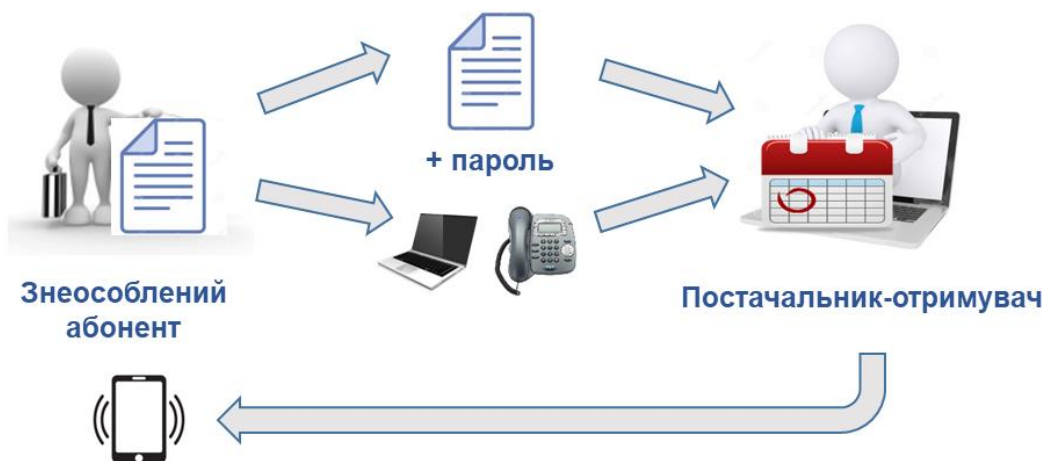 + пароль
Знеособлений
абонент
Постачальник-отримувач